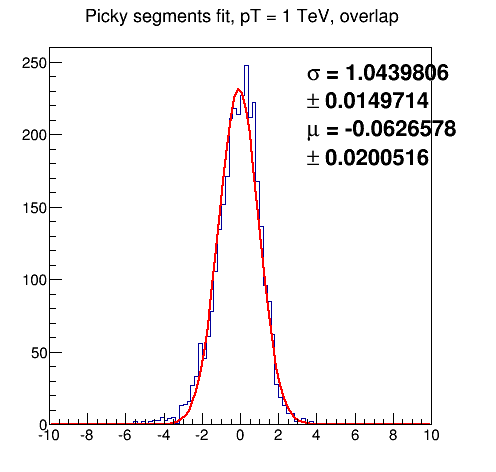 Picky segments fit, pT = 1 TeV, overlap
σ = 1.0439806
± 0.0149714
μ = -0.0626578
± 0.0200516
250
200
150
100
50
0
-10 -8 -6 -4 -2 0 2 4 6 8 10